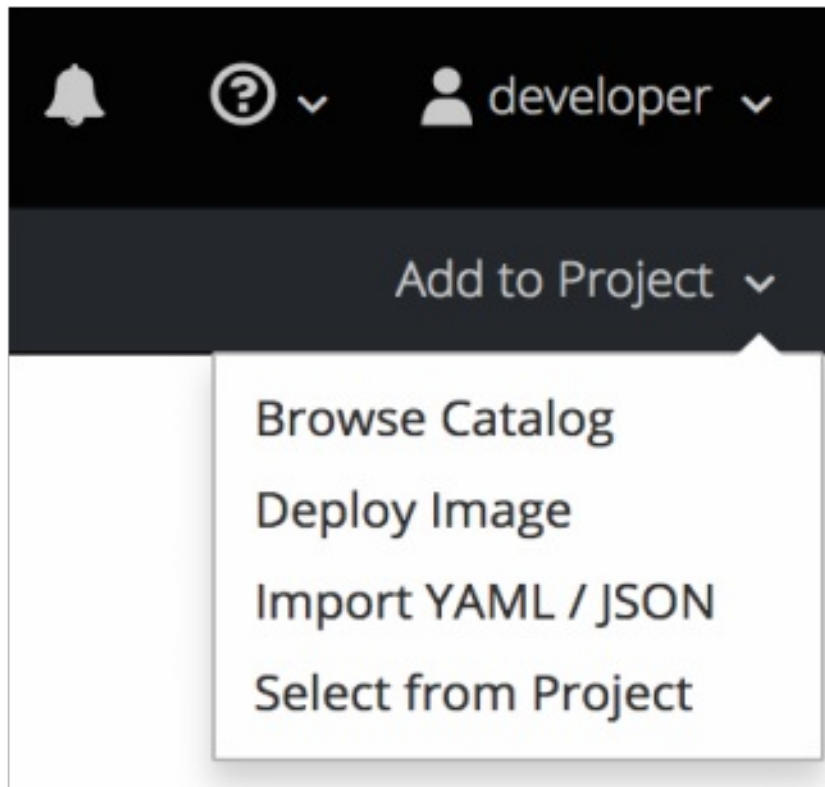 developer
Add to Project
Browse Catalog
Deploy Image
Import YAML / JSON
Select from Project